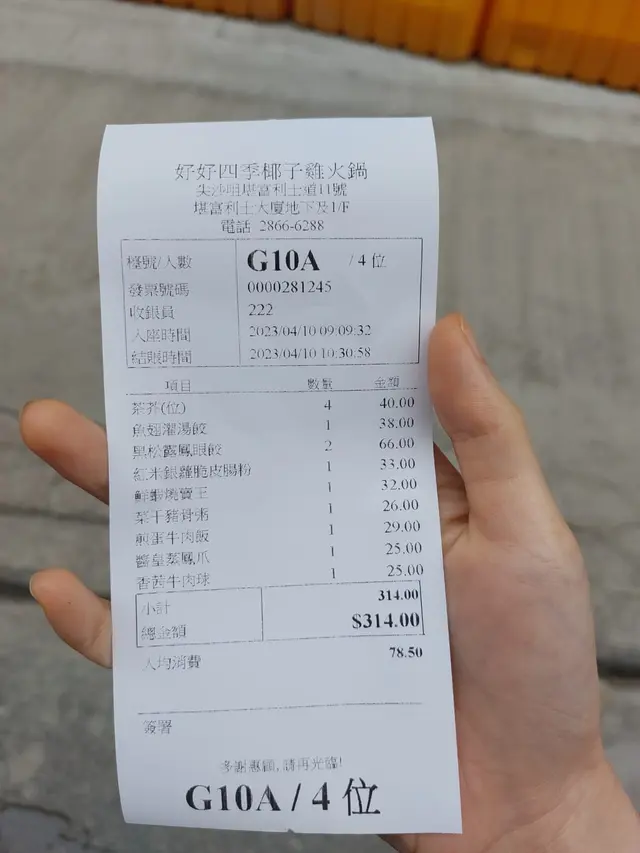 好好四季椰子雞火鍋
尖沙咀堪富利士道11號
堪富利士大廈地下及1/F
電話 2866-6288
檯號/人數 G10A / 4 位
發票號碼 0000281245
收銀員 222
入座時間 2023/04/10 09:09:32
結賬時間 2023/04/10 10:30:58
項目 數量 金額
茶芥(位) 4 40.00
魚翅灌湯餃 1 38.00
黑松露鳳眼餃 2 66.00
紅米銀蘿脆皮腸粉 1 33.00
鮮蝦燒賣王 1 32.00
菜干豬骨粥 1 26.00
煎蛋牛肉飯 1 29.00
醬皇蒸鳳爪 1 25.00
香茜牛肉球 1 25.00
小計 314.00
總金額 $314.00
人均消費 78.50
簽署
多謝惠顧,請再光臨!
G10A / 4 位